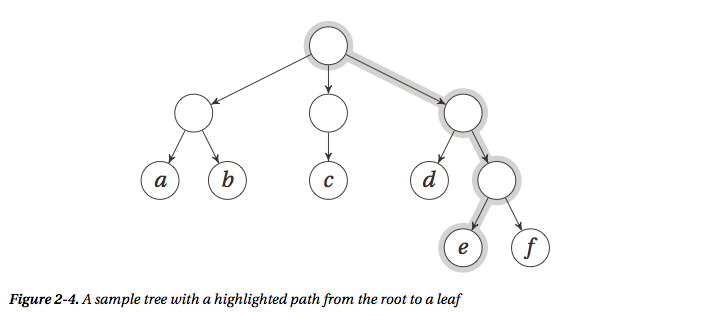 a
b
c
d
e
f
Figure 2-4. A sample tree with a highlighted path from the root to a leaf